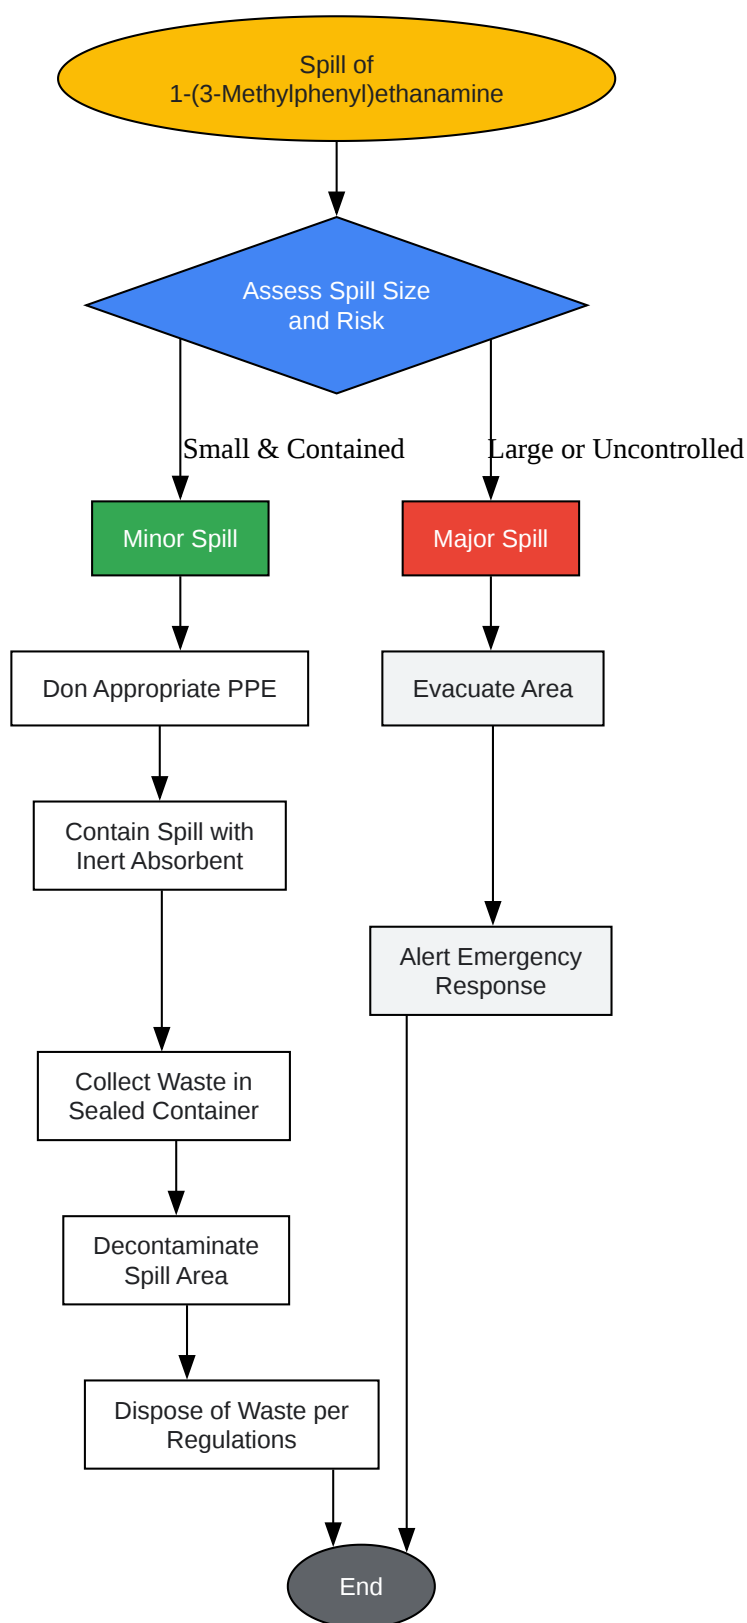 Spill of
1-(3-Methylphenyl)ethanamine
Assess Spill Size
and Risk
Small & Contained
Large or Uncontrolled
Minor Spill
Major Spill
Don Appropriate PPE
Evacuate Area
Contain Spill with
Inert Absorbent
Alert Emergency
Response
Collect Waste in
Sealed Container
Decontaminate
Spill Area
Dispose of Waste per
Regulations
End